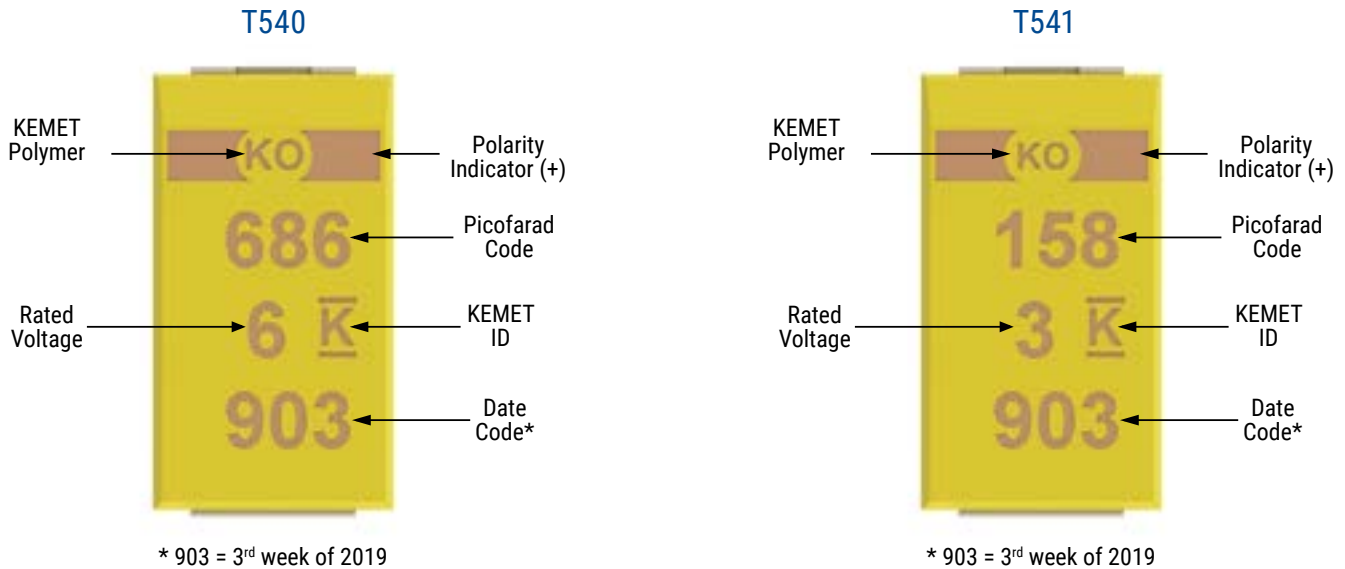 T540
KEMET
Polymer
KO
Polarity
Indicator (+)
686
Picofarad
Code
Rated
Voltage
6 K
KEMET
ID
903
Date
Code*
* 903 = 3rd week of 2019
T541
KEMET
Polymer
KO
Polarity
Indicator (+)
158
Picofarad
Code
Rated
Voltage
3 K
KEMET
ID
903
Date
Code*
* 903 = 3rd week of 2019